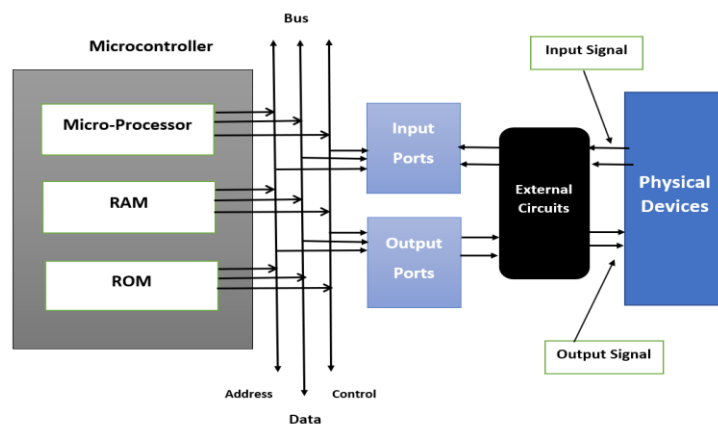 Bus
Microcontroller
Input Signal
Micro-Processor
Input
Ports
RAM
External
Circuits
Physical
Devices
Output
Ports
ROM
Output Signal
Address
Control
Data